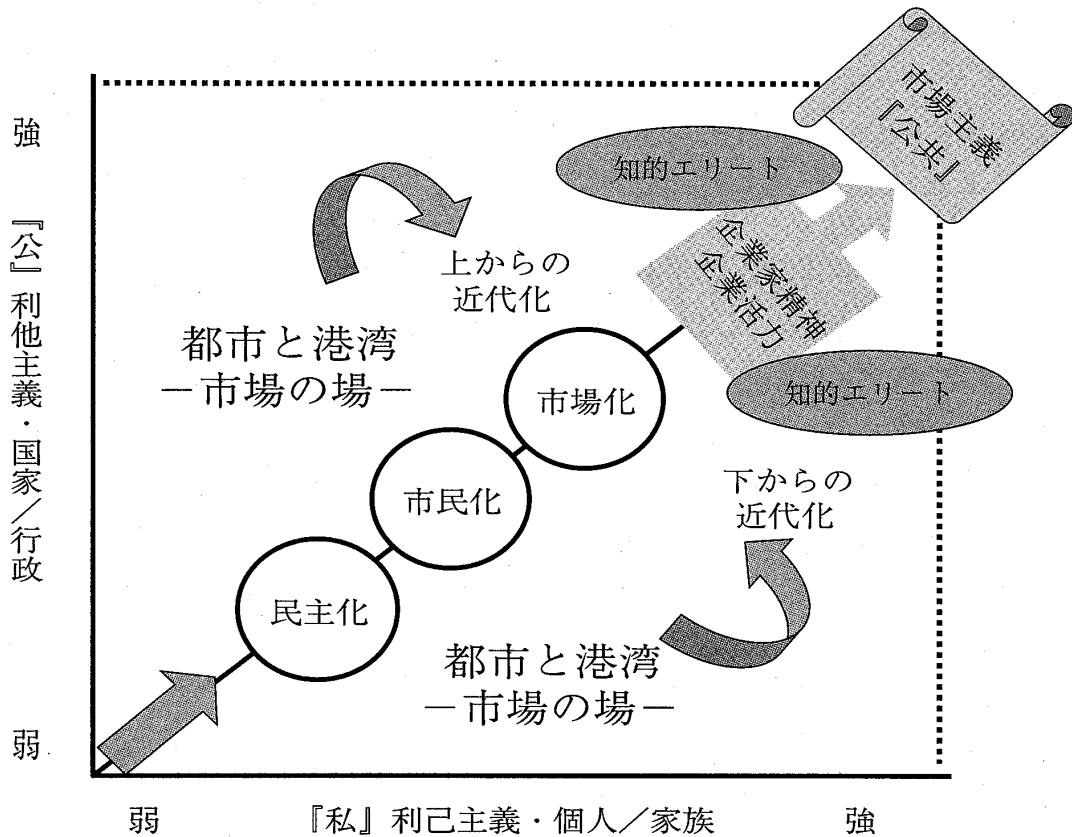 市場主義
『公共』
強
知的エリート
『公』利他主義・国家／行政
上からの
近代化
企業家精神
企業活力
都市と港湾
－市場の場－
市場化
知的エリート
市民化
下からの
近代化
民主化
都市と港湾
－市場の場－
弱
弱
『私』利己主義・個人／家族
強